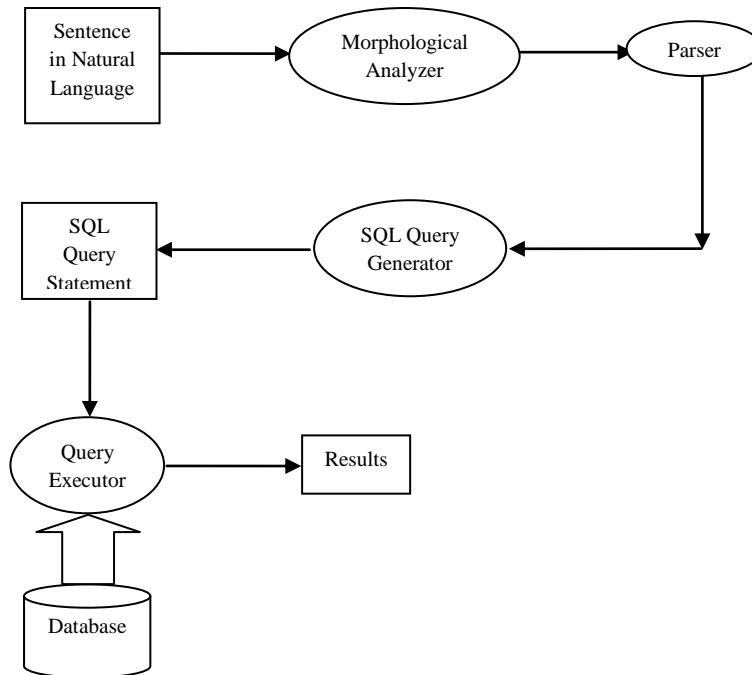 Sentence
in Natural
Language
Morphological
Analyzer
Parser
SQL Query
Generator
SQL
Query
Statement
Query
Executor
Results
Database